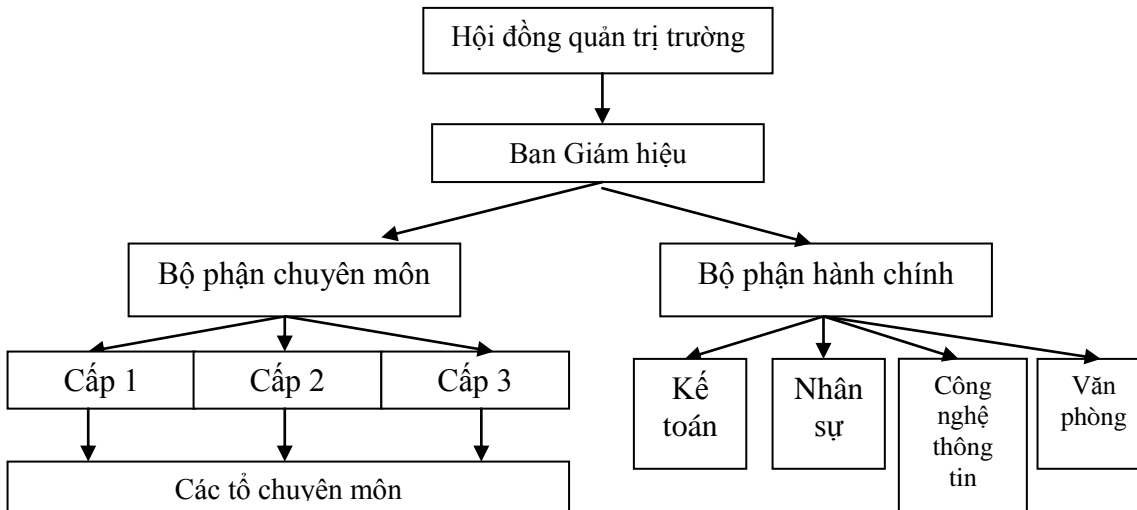 Hội đồng quản trị trường
Ban Giám hiệu
Bộ phận chuyên môn
Bộ phận hành chính
Cấp 1
Cấp 2
Cấp 3
Các tổ chuyên môn
Kế
toán
Nhân
sự
Công
nghệ
thông
tin
Văn
phòng